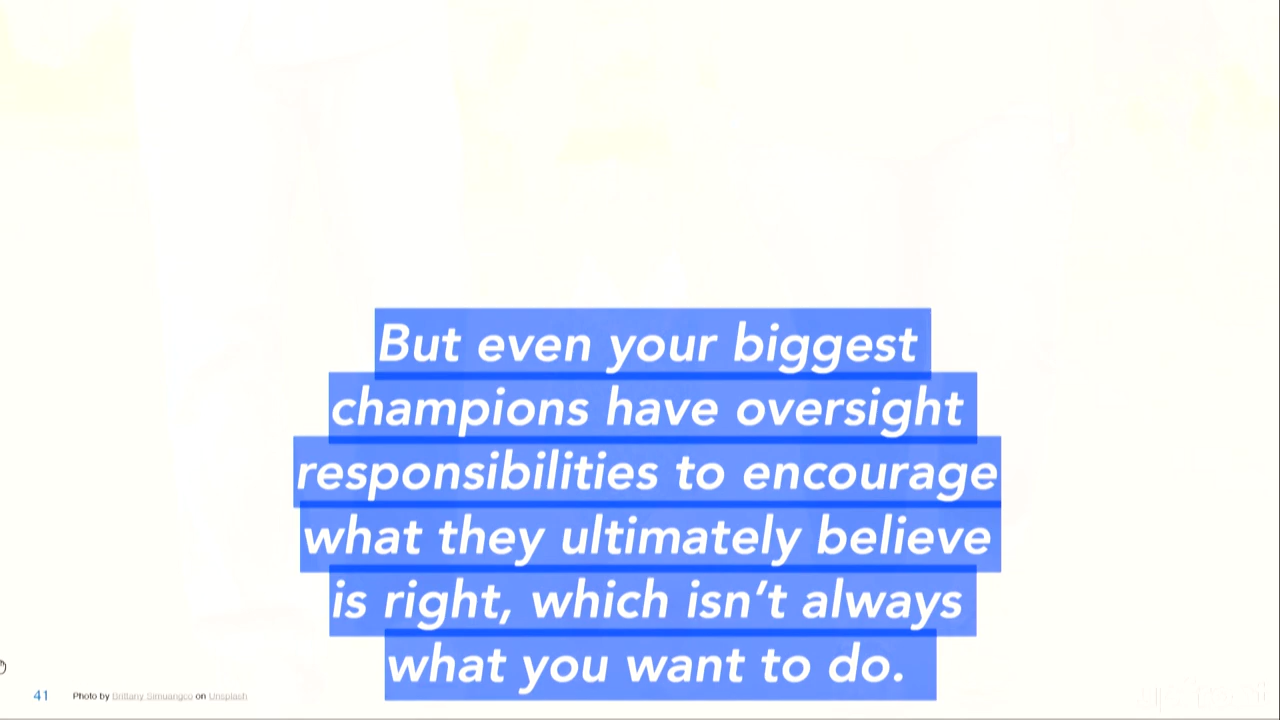 But even your biggest
champions have oversight
responsibilities to encourage
what they ultimately believe
is right, which isn’t always
what you want to do.
41 Photo by Brittany Simuangco on Unsplash